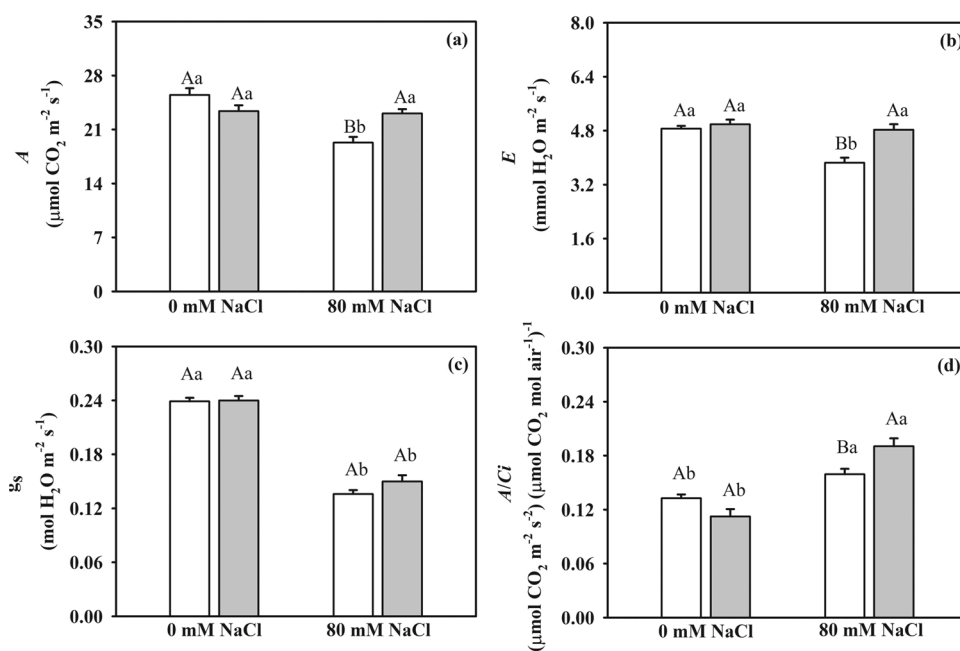 (a)
A
(μmol CO₂ m⁻² s⁻¹)
35
28
21
14
7
0
Aa
Aa
Bb
Aa
0 mM NaCl
80 mM NaCl
(b)
E
(mmol H₂O m⁻² s⁻¹)
8.0
6.4
4.8
3.2
1.6
0.0
Aa
Aa
Bb
Aa
0 mM NaCl
80 mM NaCl
(c)
gs
(mol H₂O m⁻² s⁻¹)
0.30
0.24
0.18
0.12
0.06
0.00
Aa
Aa
Ab
Ab
0 mM NaCl
80 mM NaCl
(d)
A/Ci
(μmol CO₂ m⁻² s⁻²) (μmol CO₂ mol air⁻¹)⁻¹
0.30
0.24
0.18
0.12
0.06
0.00
Ab
Ab
Ba
Aa
0 mM NaCl
80 mM NaCl